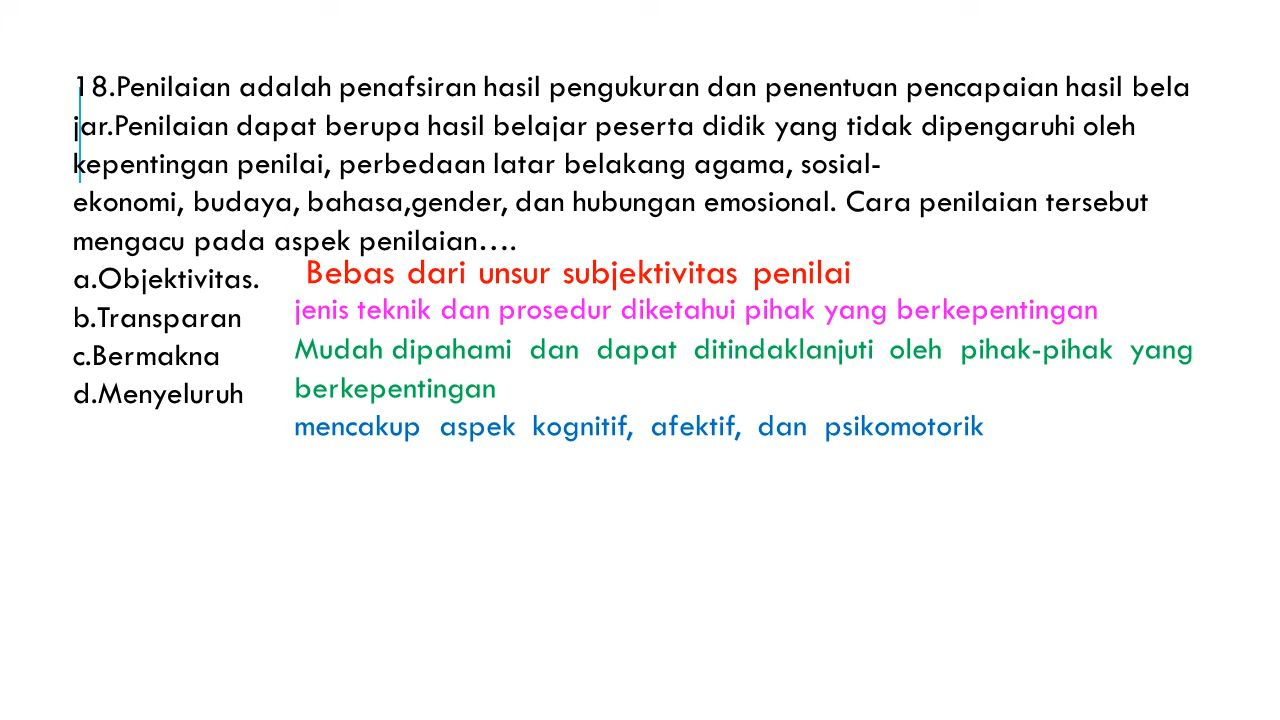 18.Penilaian adalah penafsiran hasil pengukuran dan penentuan pencapaian hasil bela
jar.Penilaian dapat berupa hasil belajar peserta didik yang tidak dipengaruhi oleh
kepentingan penilai, perbedaan latar belakang agama, sosial-
ekonomi, budaya, bahasa,gender, dan hubungan emosional. Cara penilaian tersebut
mengacu pada aspek penilaian….
a.Objektivitas.
Bebas dari unsur subjektivitas penilai
b.Transparan
jenis teknik dan prosedur diketahui pihak yang berkepentingan
c.Bermakna
Mudah dipahami dan dapat ditindaklanjuti oleh pihak-pihak yang
berkepentingan
d.Menyeluruh
mencakup aspek kognitif, afektif, dan psikomotorik